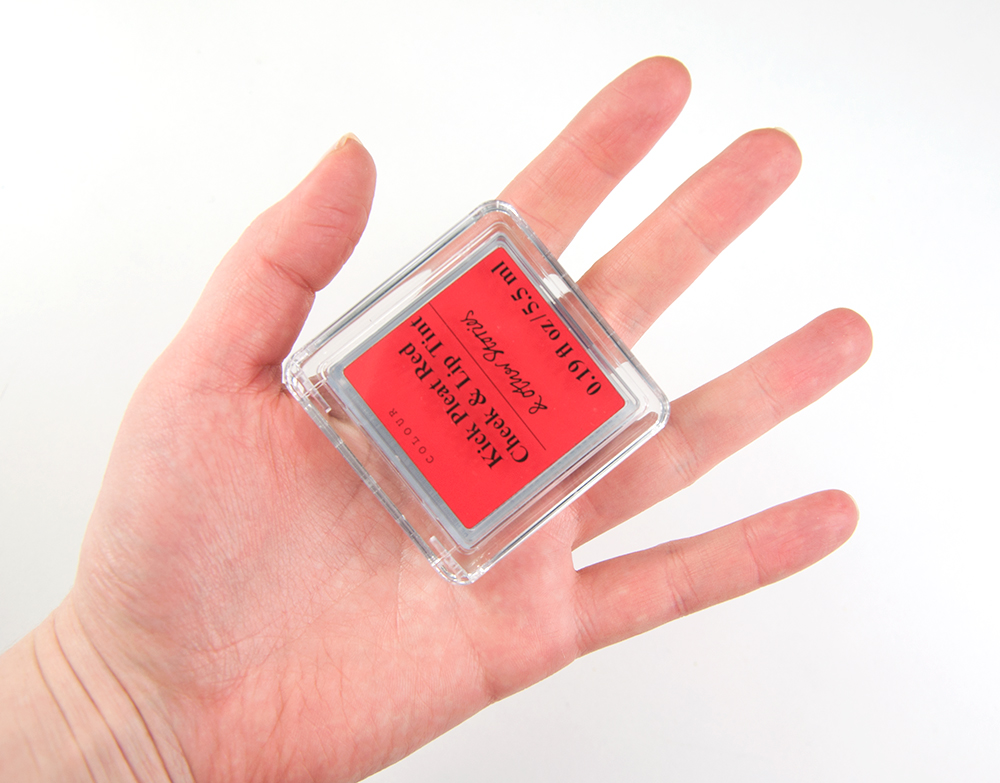 COLOUR
Kick Pleat Red
Cheek & Lip Tint
& other Stories
0.19 fl oz / 5.5 ml